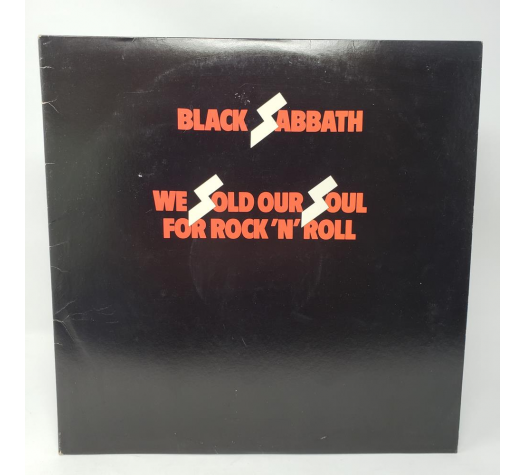 BLACK SABBATH
WE SOLD OUR SOUL
FOR ROCK 'N' ROLL